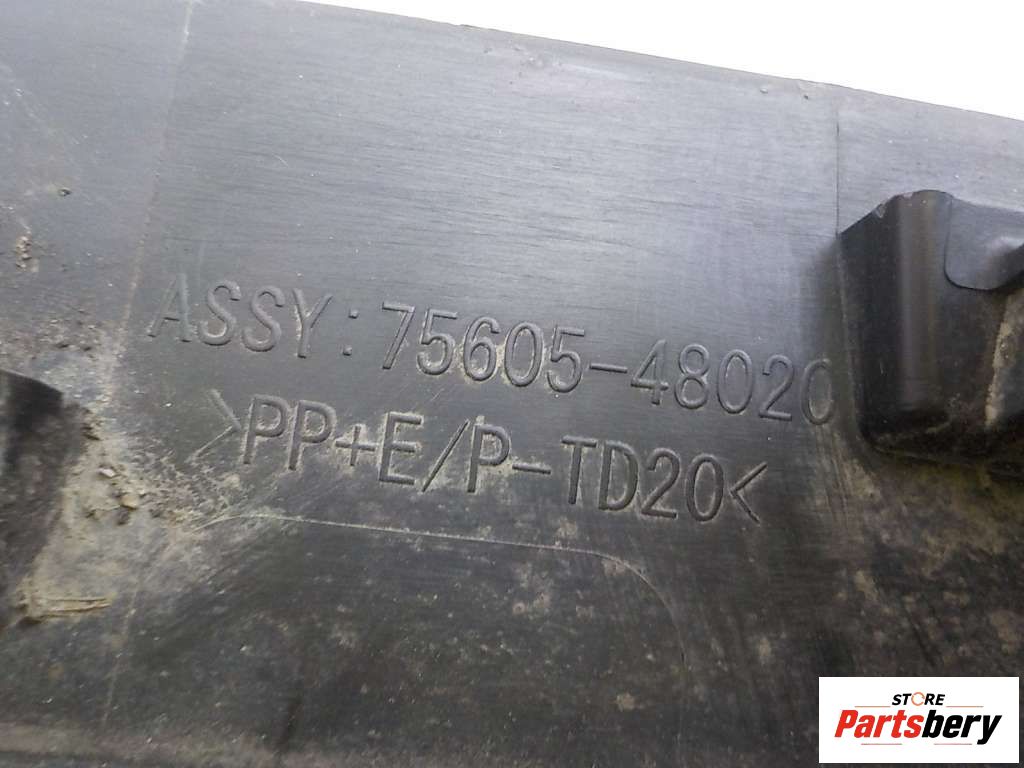 ASSY: 75605-48020
>PP+E/P-TD20<
STORE
Partsbery